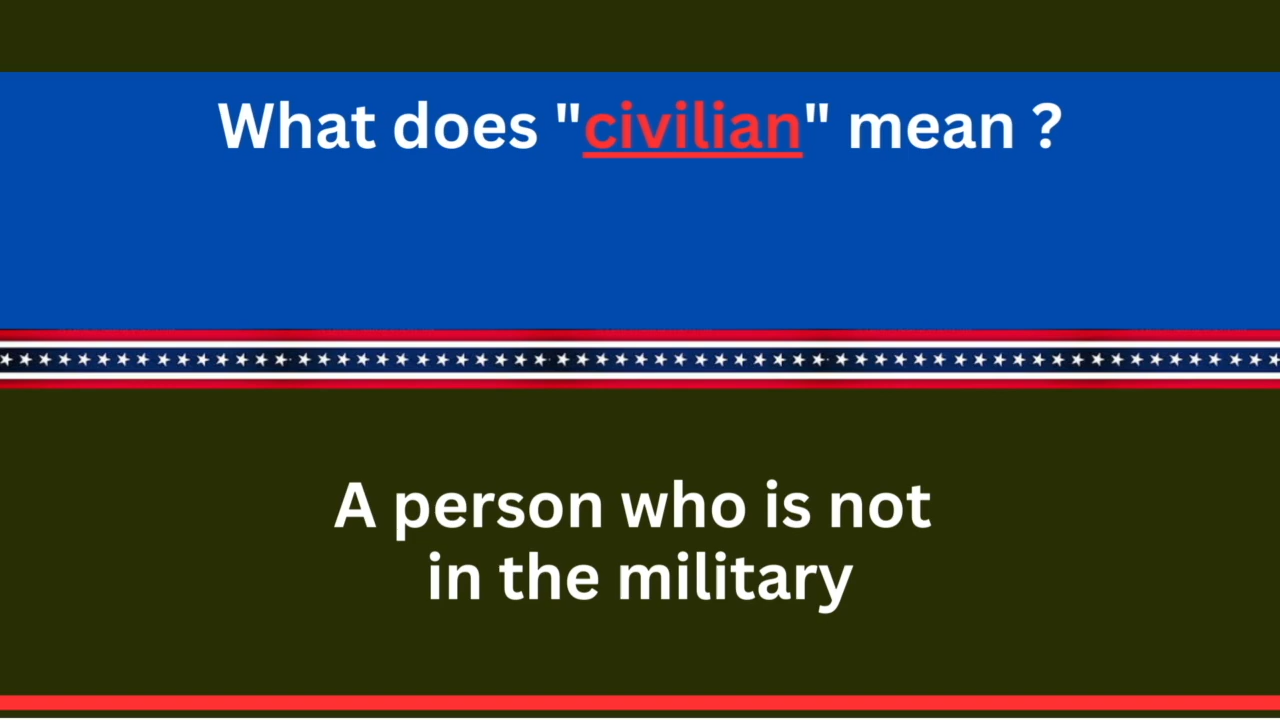 What does "civilian" mean ?
A person who is not
in the military